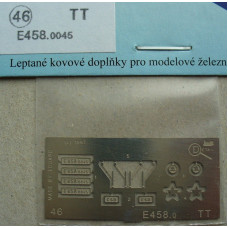 46 TT
E458.0045
Leptané kovové doplňky pro modelové železn
46 E458.0 TT